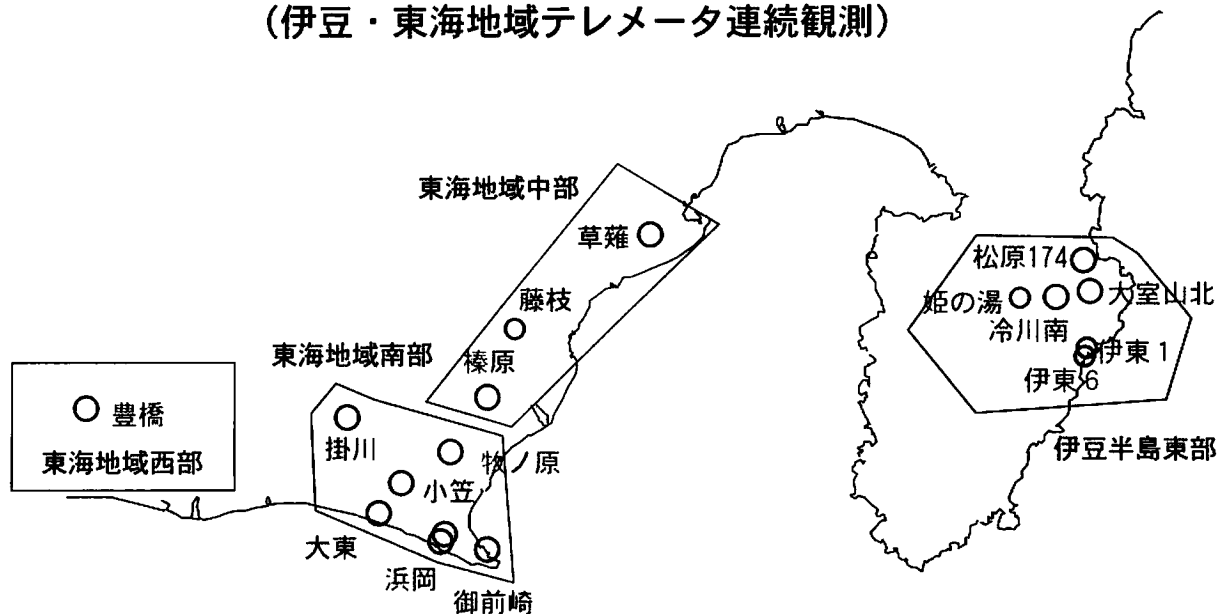 (伊豆・東海地域テレメータ連続観測)
東海地域中部
草薙
藤枝
榛原
東海地域南部
掛川
牧ノ原
小笠
大東
浜岡
御前崎
豊橋
東海地域西部
松原174
姫の湯
大室山北
冷川南
伊東1
伊東6
伊豆半島東部